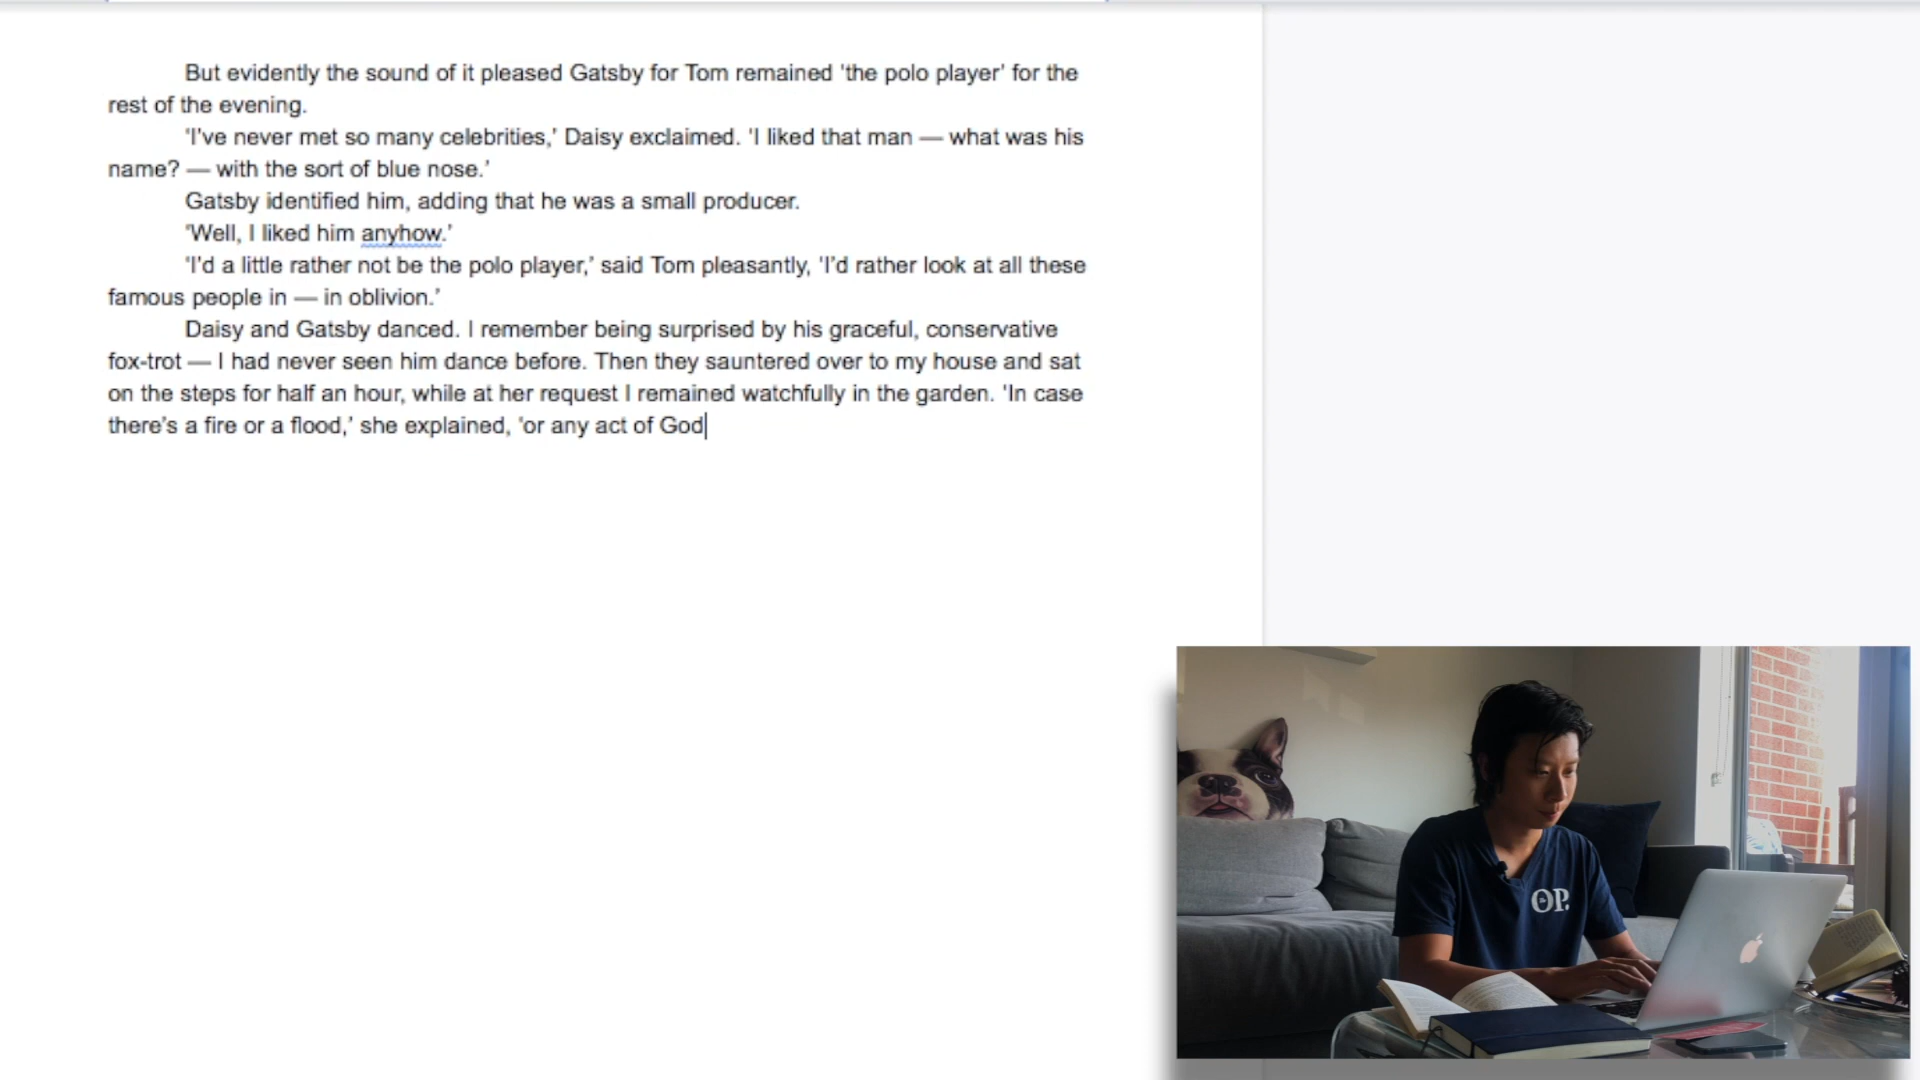 But evidently the sound of it pleased Gatsby for Tom remained 'the polo player' for the
rest of the evening.
'I've never met so many celebrities,' Daisy exclaimed. 'I liked that man — what was his
name? — with the sort of blue nose.'
Gatsby identified him, adding that he was a small producer.
'Well, I liked him anyhow.'
'I'd a little rather not be the polo player,' said Tom pleasantly, 'I'd rather look at all these
famous people in — in oblivion.'
Daisy and Gatsby danced. I remember being surprised by his graceful, conservative
fox-trot — I had never seen him dance before. Then they sauntered over to my house and sat
on the steps for half an hour, while at her request I remained watchfully in the garden. 'In case
there's a fire or a flood,' she explained, 'or any act of God
OP.